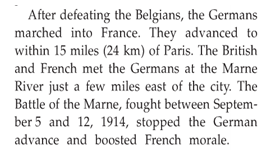 After defeating the Belgians, the Germans
marched into France. They advanced to
within 15 miles (24 km) of Paris. The British
and French met the Germans at the Marne
River just a few miles east of the city. The
Battle of the Marne, fought between Septem-
ber 5 and 12, 1914, stopped the German
advance and boosted French morale.